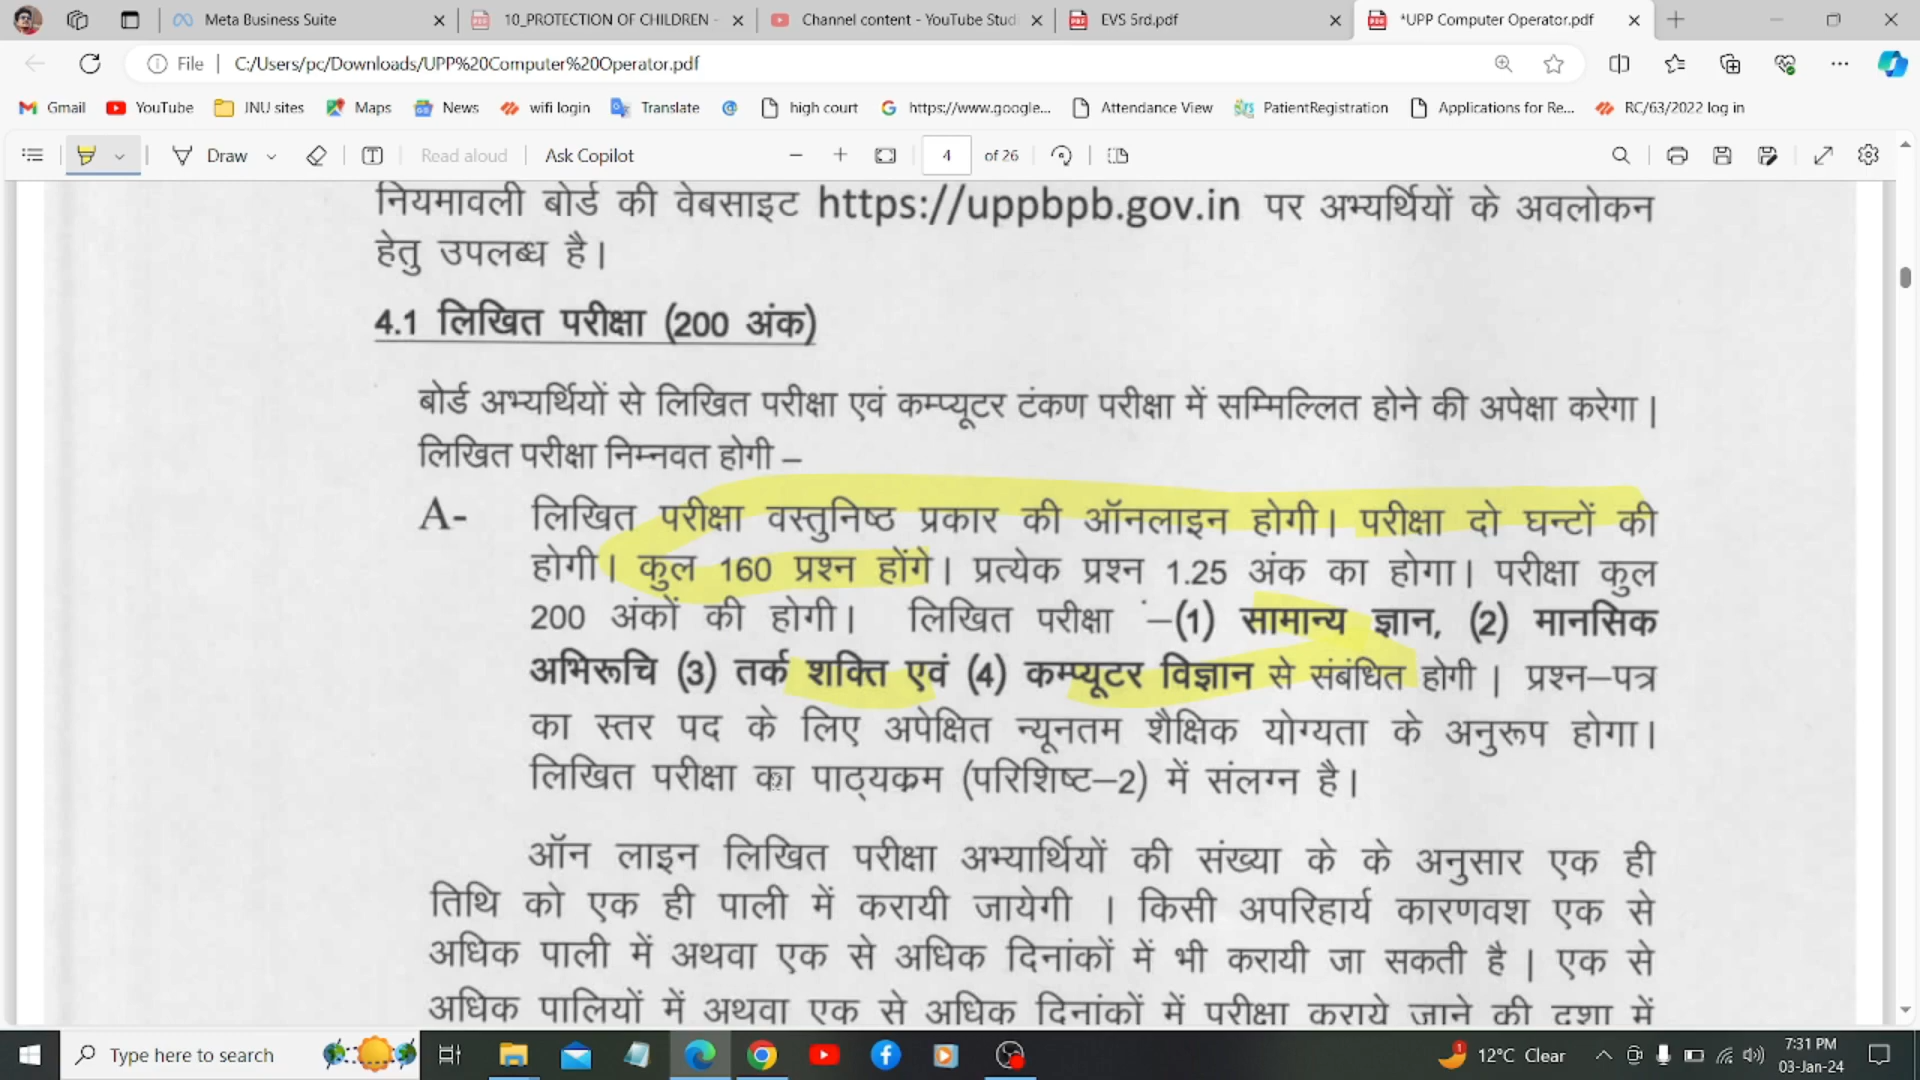 Meta Business Suite
10_PROTECTION OF CHILDREN -
Channel content - YouTube Stud
EVS 5rd.pdf
*UPP Computer Operator.pdf
File
C:/Users/pc/Downloads/UPP%20Computer%20Operator.pdf
Gmail
YouTube
JNU sites
Maps
News
wifi login
Translate
high court
https://www.google...
Attendance View
PatientRegistration
Applications for Re...
RC/63/2022 log in
Draw
Read aloud
Ask Copilot
4
of 26
नियमावली बोर्ड की वेबसाइट https://uppbpb.gov.in पर अभ्यर्थियों के अवलोकन
हेतु उपलब्ध है।
4.1 लिखित परीक्षा (200 अंक)
बोर्ड अभ्यर्थियों से लिखित परीक्षा एवं कम्प्यूटर टंकण परीक्षा में सम्मिल्लित होने की अपेक्षा करेगा।
लिखित परीक्षा निम्नवत होगी –
A- लिखित परीक्षा वस्तुनिष्ठ प्रकार की ऑनलाइन होगी। परीक्षा दो घन्टों की
होगी। कुल 160 प्रश्न होंगे। प्रत्येक प्रश्न 1.25 अंक का होगा। परीक्षा कुल
200 अंकों की होगी। लिखित परीक्षा –(1) सामान्य ज्ञान, (2) मानसिक
अभिरूचि (3) तर्क शक्ति एवं (4) कम्प्यूटर विज्ञान से संबंधित होगी। प्रश्न–पत्र
का स्तर पद के लिए अपेक्षित न्यूनतम शैक्षिक योग्यता के अनुरूप होगा।
लिखित परीक्षा का पाठ्यक्रम (परिशिष्ट–2) में संलग्न है।
ऑन लाइन लिखित परीक्षा अभ्यार्थियों की संख्या के के अनुसार एक ही
तिथि को एक ही पाली में करायी जायेगी । किसी अपरिहार्य कारणवश एक से
अधिक पाली में अथवा एक से अधिक दिनांकों में भी करायी जा सकती है। एक से
अधिक पालियों में अथवा एक से अधिक दिनांकों में परीक्षा कराये जाने की दशा में
Type here to search
1
12°C Clear
7:31 PM
03-Jan-24